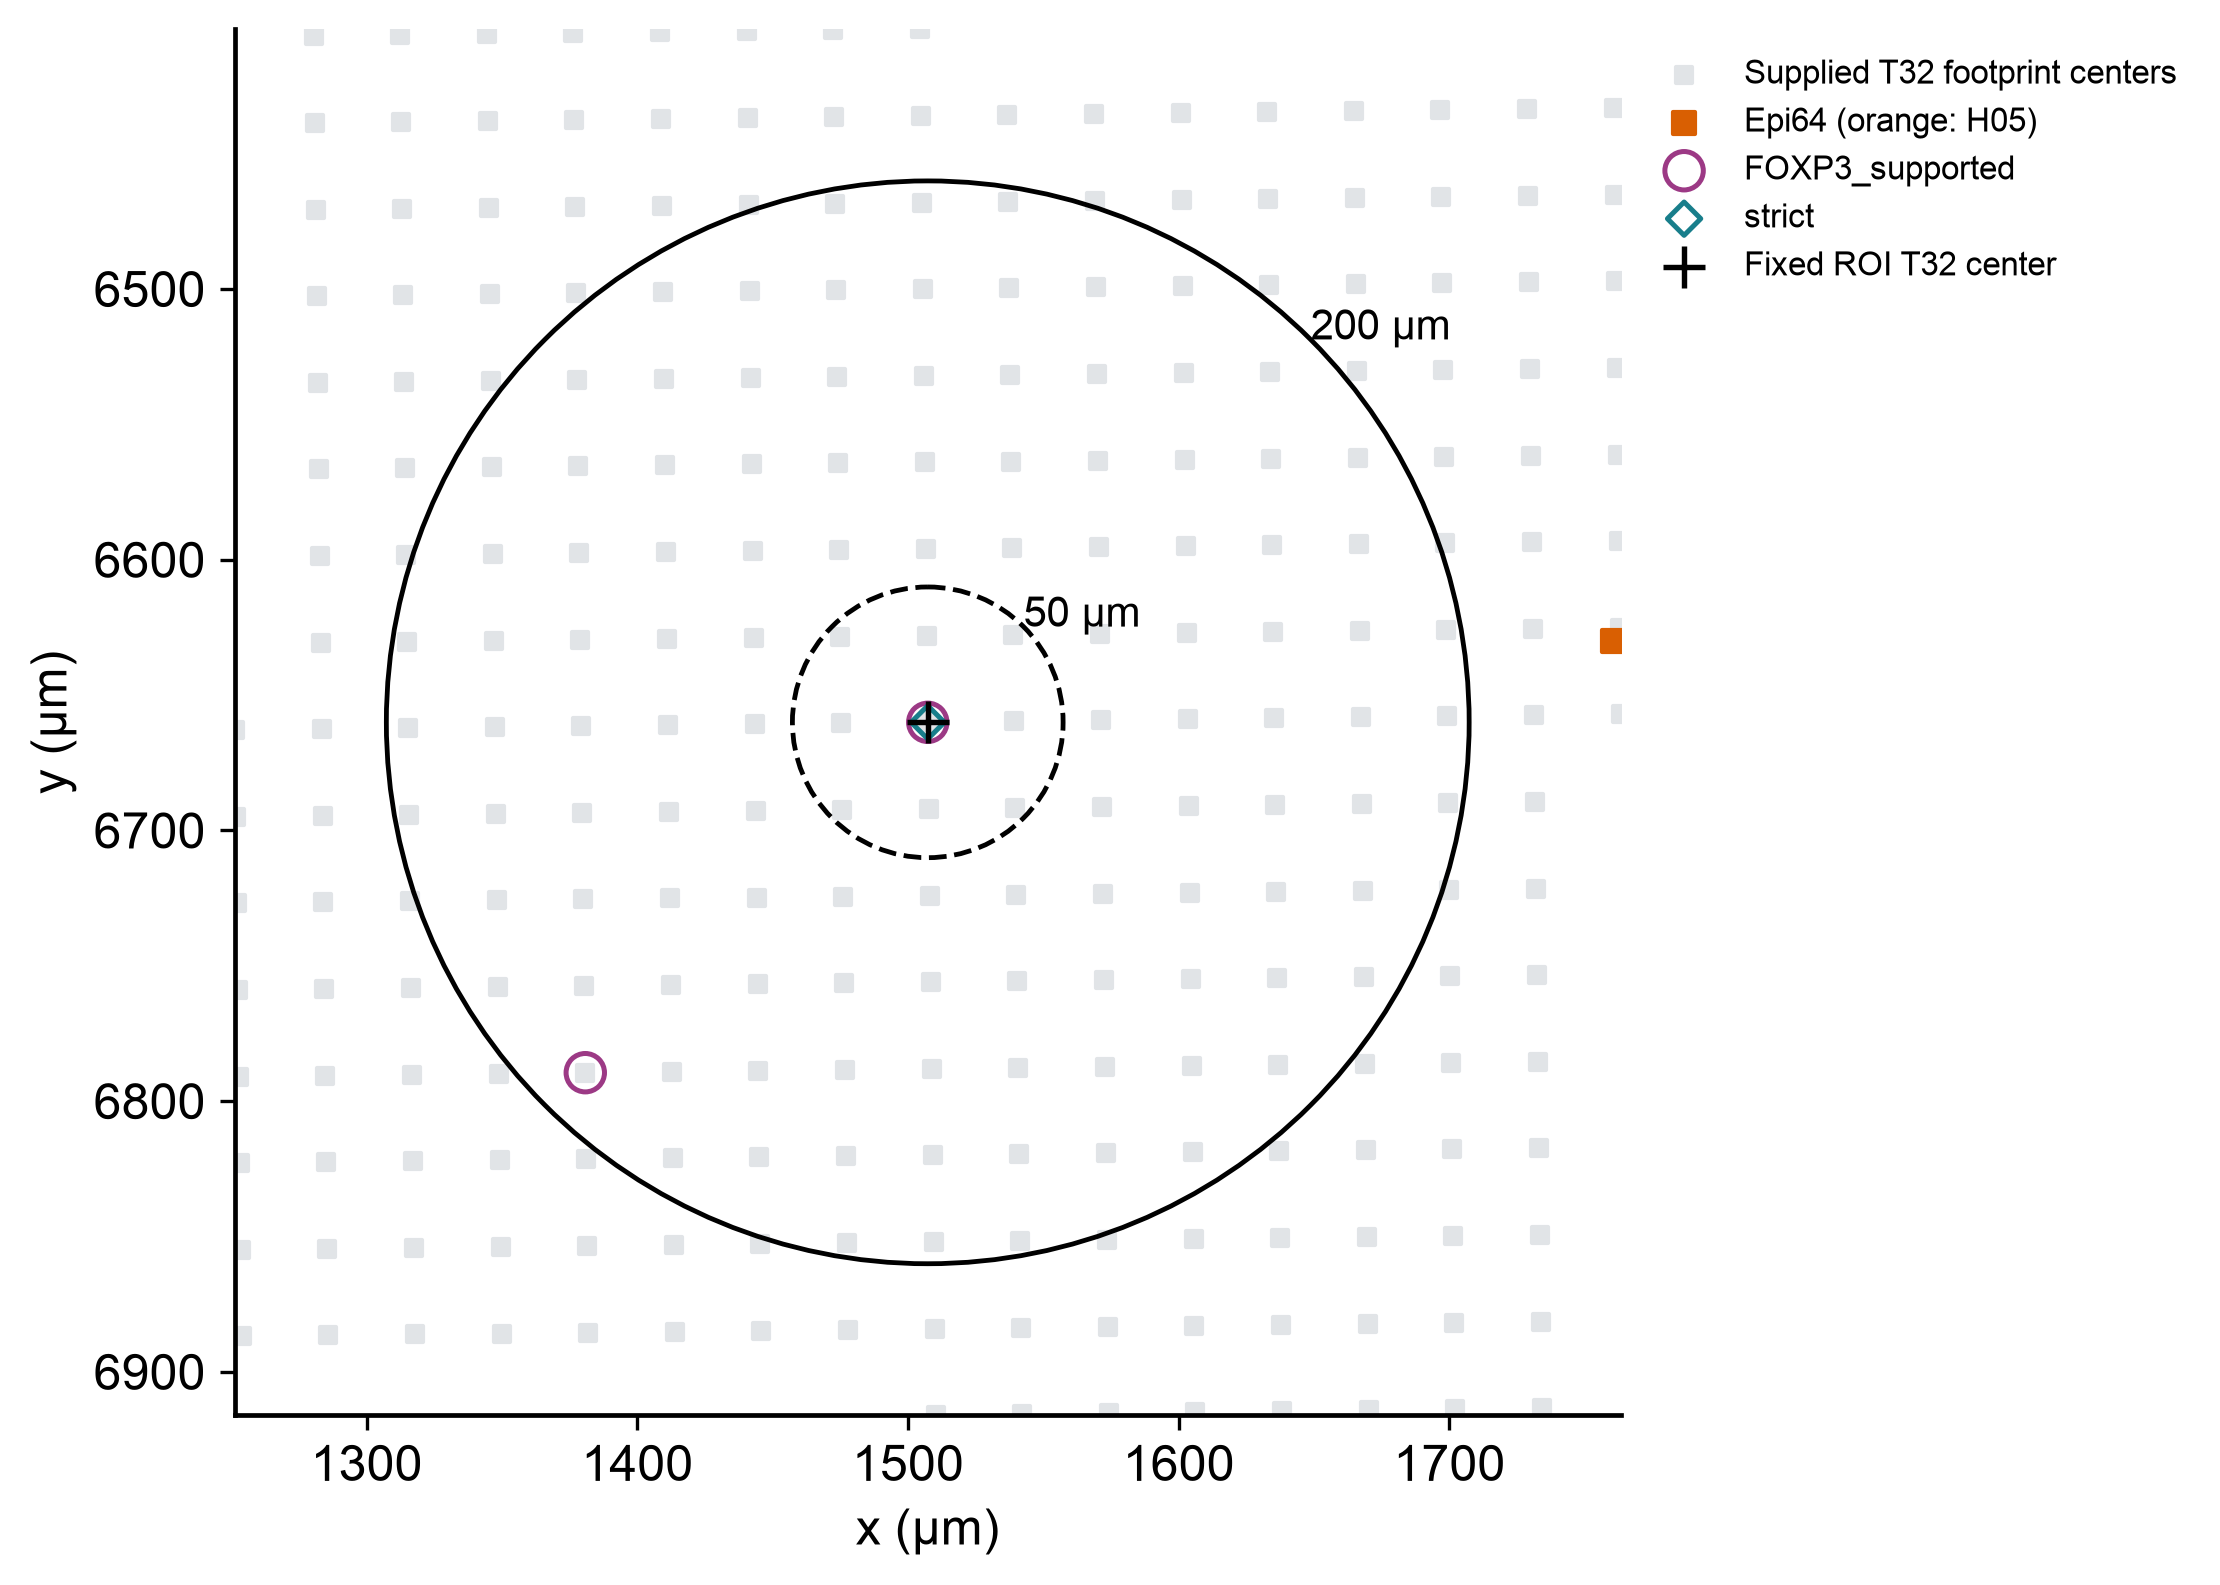 Supplied T32 footprint centers
Epi64 (orange: H05)
FOXP3_supported
strict
Fixed ROI T32 center
200 µm
50 µm
6500
6600
6700
6800
6900
y (µm)
1300 1400 1500 1600 1700
x (µm)